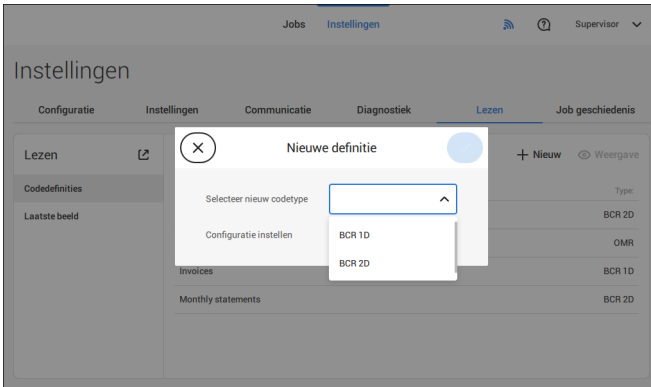 Jobs Instellingen Supervisor
Instellingen
Configuratie Instellingen Communicatie Diagnostiek Lezen Job geschiedenis
Lezen
Nieuwe definitie
Nieuw Weergave
Codedefinities
Selecteer nieuw codetype
Type:
Laatste beeld
BCR 2D
Configuratie instellen
BCR 1D
OMR
BCR 2D
Invoices BCR 1D
Monthly statements BCR 2D